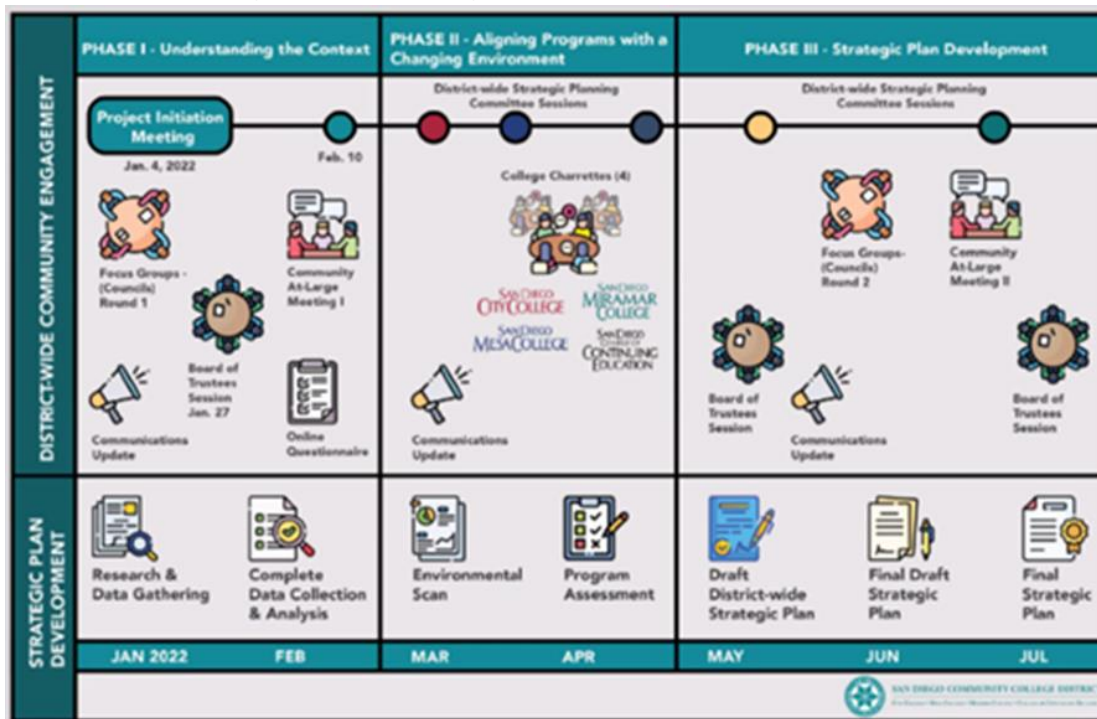 DISTRICT-WIDE COMMUNITY ENGAGEMENT
PHASE I - Understanding the Context
PHASE II - Aligning Programs with a
Changing Environment
PHASE III - Strategic Plan Development
Project Initiation
Meeting
Jan. 4, 2022
Feb. 10
District-wide Strategic Planning
Committee Sessions
District-wide Strategic Planning
Committee Sessions
Focus Groups -
(Councils)
Round 1
Community
At-Large
Meeting I
Board of
Trustees
Session
Jan. 27
Communications
Update
Online
Questionnaire
College Charrettes (4)
SAN DIEGO
CITY COLLEGE
SAN DIEGO
MIRAMAR
COLLEGE
SAN DIEGO
MESA COLLEGE
SAN DIEGO
COLLEGE OF
CONTINUING
EDUCATION
Communications
Update
Focus Groups-
(Councils)
Round 2
Community
At-Large
Meeting II
Board of
Trustees
Session
Communications
Update
Board of
Trustees
Session
STRATEGIC PLAN
DEVELOPMENT
Research &
Data Gathering
Complete
Data Collection
& Analysis
Environmental
Scan
Program
Assessment
Draft
District-wide
Strategic Plan
Final Draft
Strategic
Plan
Final
Strategic
Plan
JAN 2022
FEB
MAR
APR
MAY
JUN
JUL
SAN DIEGO COMMUNITY COLLEGE DISTRIC